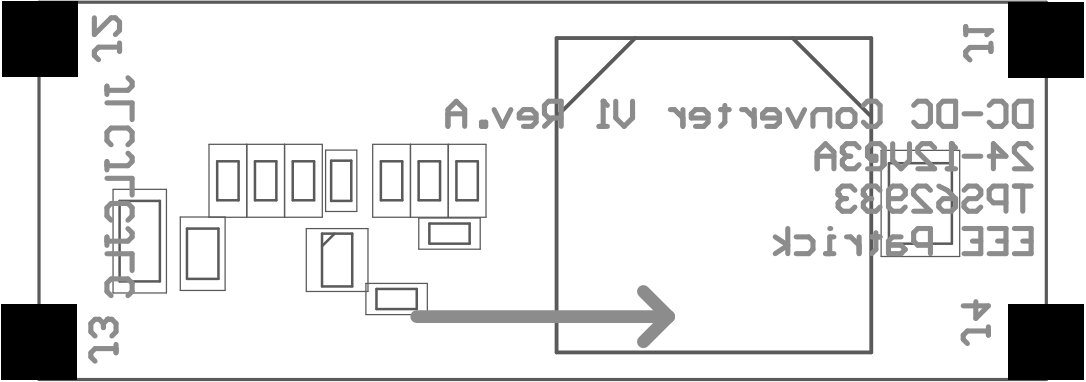 J2
J1
JLCJLCJLC
DC-DC Converter V1 Rev.A
24-12V@3A
TPS62933
EEE Patrick
J3
J4